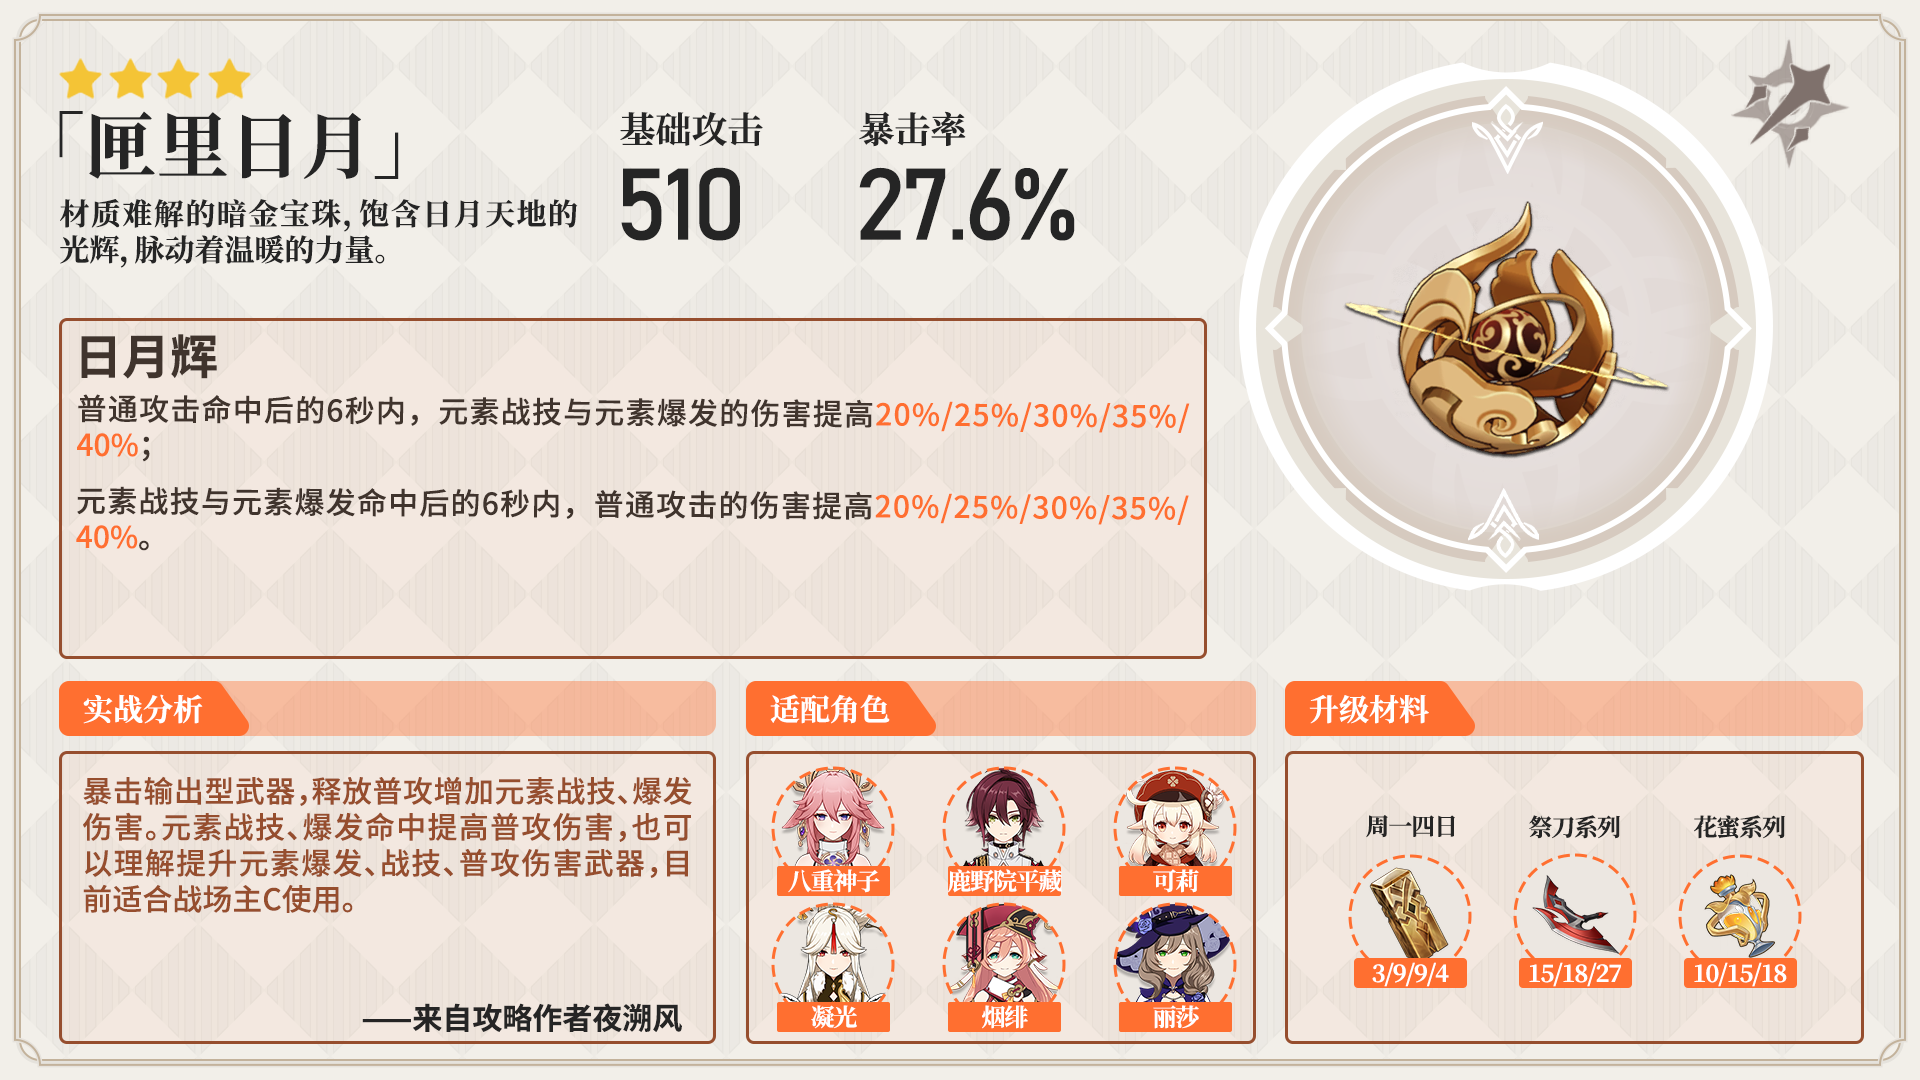 「匣里日月」
材质难解的暗金宝珠,饱含日月天地的
光辉,脉动着温暖的力量。
基础攻击
510
暴击率
27.6%
日月辉
普通攻击命中后的6秒内，元素战技与元素爆发的伤害提高20%/25%/30%/35%/
40%；
元素战技与元素爆发命中后的6秒内，普通攻击的伤害提高20%/25%/30%/35%/
40%。
实战分析
暴击输出型武器,释放普攻增加元素战技、爆发
伤害。元素战技、爆发命中提高普攻伤害,也可
以理解提升元素爆发、战技、普攻伤害武器,目
前适合战场主C使用。
——来自攻略作者夜溯风
适配角色
八重神子
鹿野院平藏
可莉
凝光
烟绯
丽莎
升级材料
周一四日
祭刀系列
花蜜系列
3/9/9/4
15/18/27
10/15/18